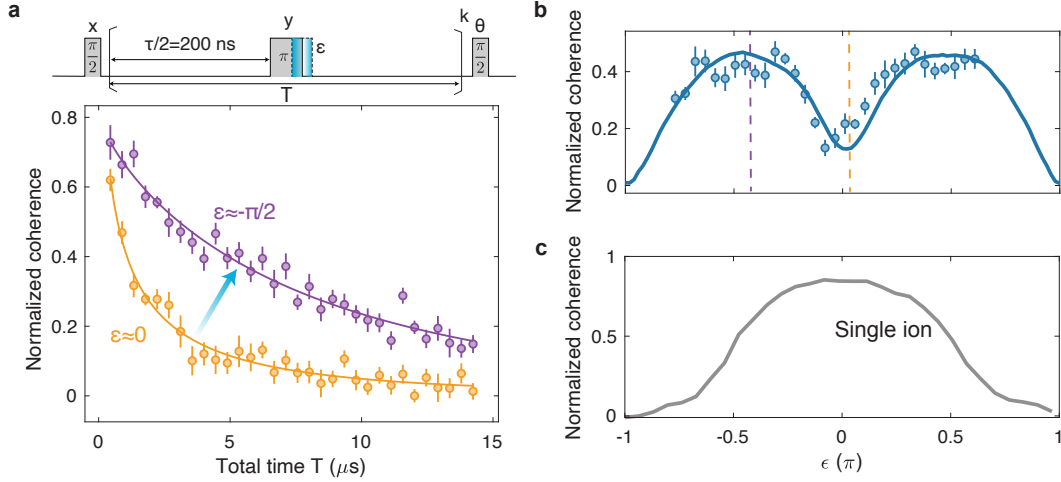 a
x
y
k
θ
π/2
τ/2=200 ns
π
ε
π/2
T
Normalized coherence
0.8
0.6
0.4
0.2
0
ε≈-π/2
ε≈0
0
5
10
15
Total time T (μs)
b
Normalized coherence
0.4
0.2
0
c
Normalized coherence
1
0.5
0
Single ion
-1
-0.5
0
0.5
1
ϵ (π)